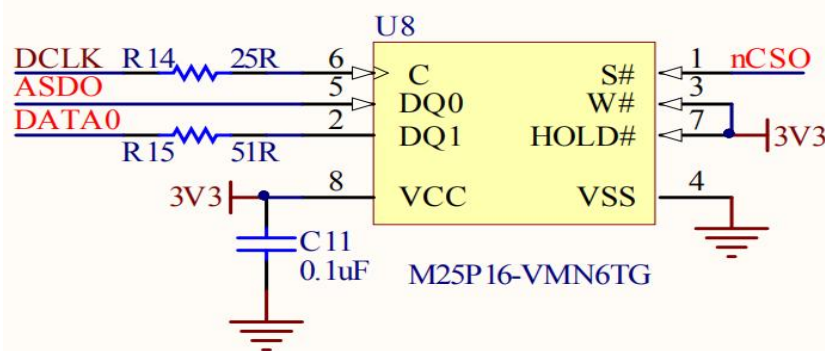 U8
DCLK R14 25R 6 C S# 1 nCSO
ASDO 5 DQ0 W# 3
DATA0 2 DQ1 HOLD# 7 3V3
R15 51R
3V3 8 VCC VSS 4
C11
0.1uF M25P16-VMN6TG